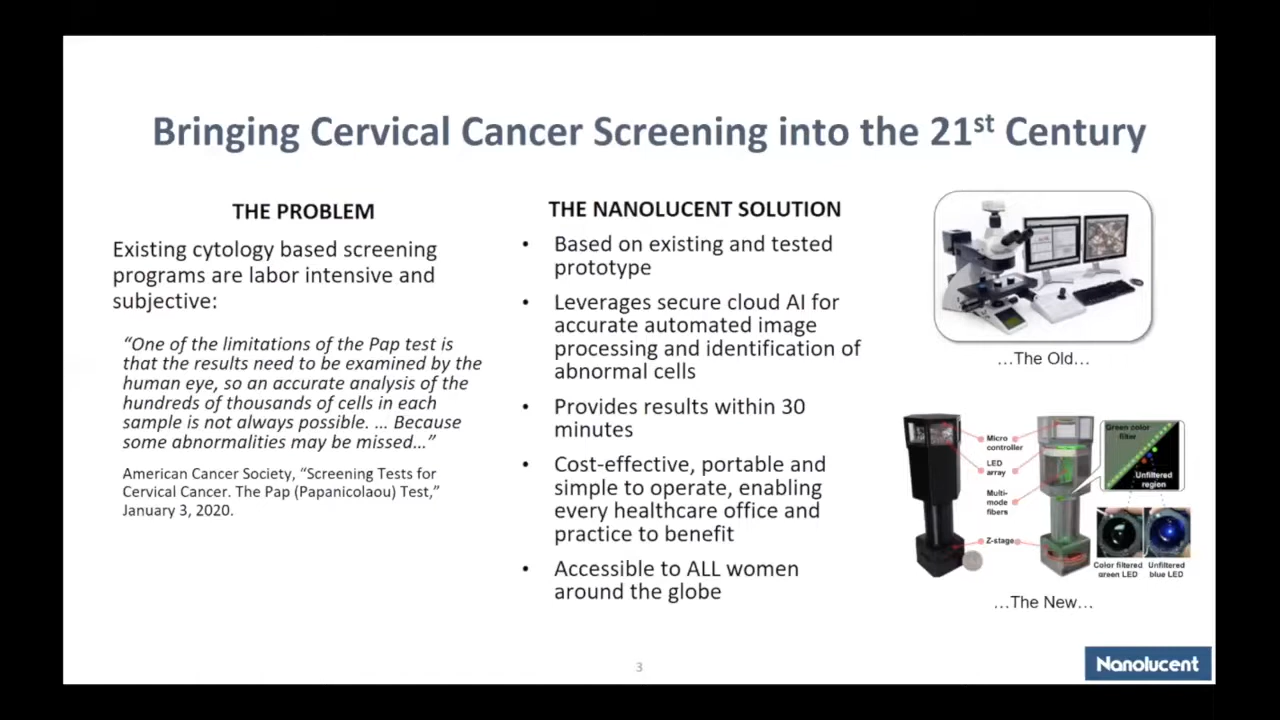 Bringing Cervical Cancer Screening into the 21st Century
THE PROBLEM
Existing cytology based screening
programs are labor intensive and
subjective:
“One of the limitations of the Pap test is
that the results need to be examined by the
human eye, so an accurate analysis of the
hundreds of thousands of cells in each
sample is not always possible. … Because
some abnormalities may be missed…”
American Cancer Society, “Screening Tests for
Cervical Cancer. The Pap (Papanicolaou) Test,”
January 3, 2020.
THE NANOLUCENT SOLUTION
• Based on existing and tested
prototype
• Leverages secure cloud AI for
accurate automated image
processing and identification of
abnormal cells
• Provides results within 30
minutes
• Cost-effective, portable and
simple to operate, enabling
every healthcare office and
practice to benefit
• Accessible to ALL women
around the globe
…The Old…
Micro
controller
LED
array
Multi-
mode
fibers
Z-stage
Green color
filter
Unfiltered
region
Color filtered
green LED
Unfiltered
blue LED
…The New…
3
Nanolucent